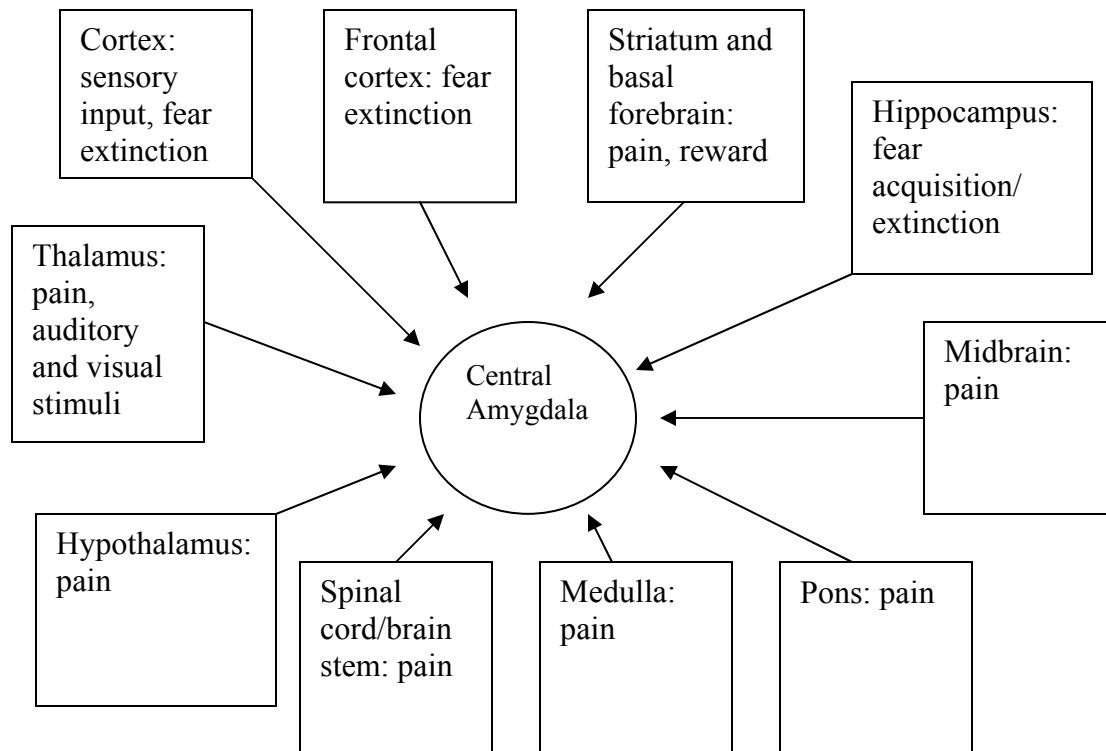 Cortex:
sensory
input, fear
extinction
Frontal
cortex: fear
extinction
Striatum and
basal
forebrain:
pain, reward
Hippocampus:
fear
acquisition/
extinction
Thalamus:
pain,
auditory
and visual
stimuli
Central
Amygdala
Midbrain:
pain
Hypothalamus:
pain
Spinal
cord/brain
stem: pain
Medulla:
pain
Pons: pain